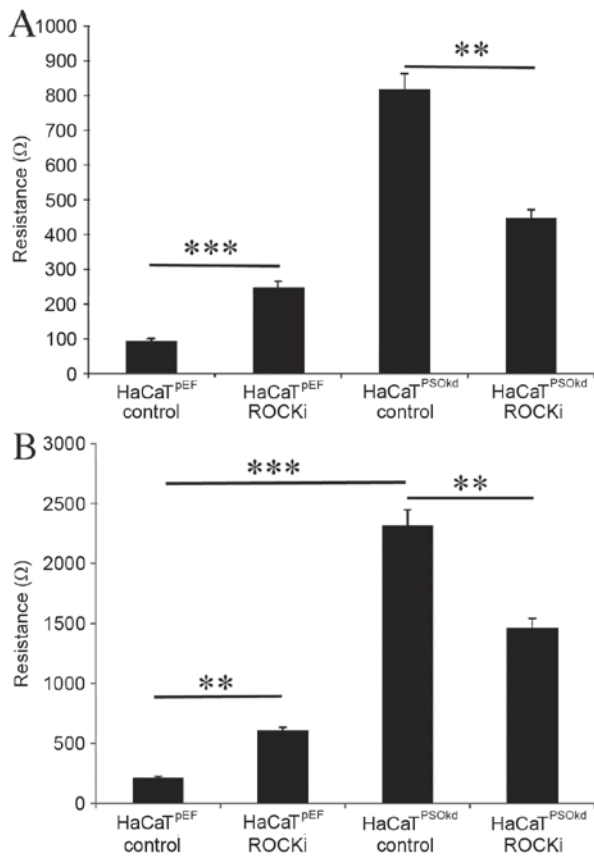 A
1000
900
800
700
600
500
400
300
200
100
0
Resistance (Ω)
***
**
HaCaT^pEF control
HaCaT^pEF ROCKi
HaCaT^PSOkd control
HaCaT^PSOkd ROCKi
B
3000
2500
2000
1500
1000
500
0
Resistance (Ω)
***
**
**
HaCaT^pEF control
HaCaT^pEF ROCKi
HaCaT^PSOkd control
HaCaT^PSOkd ROCKi